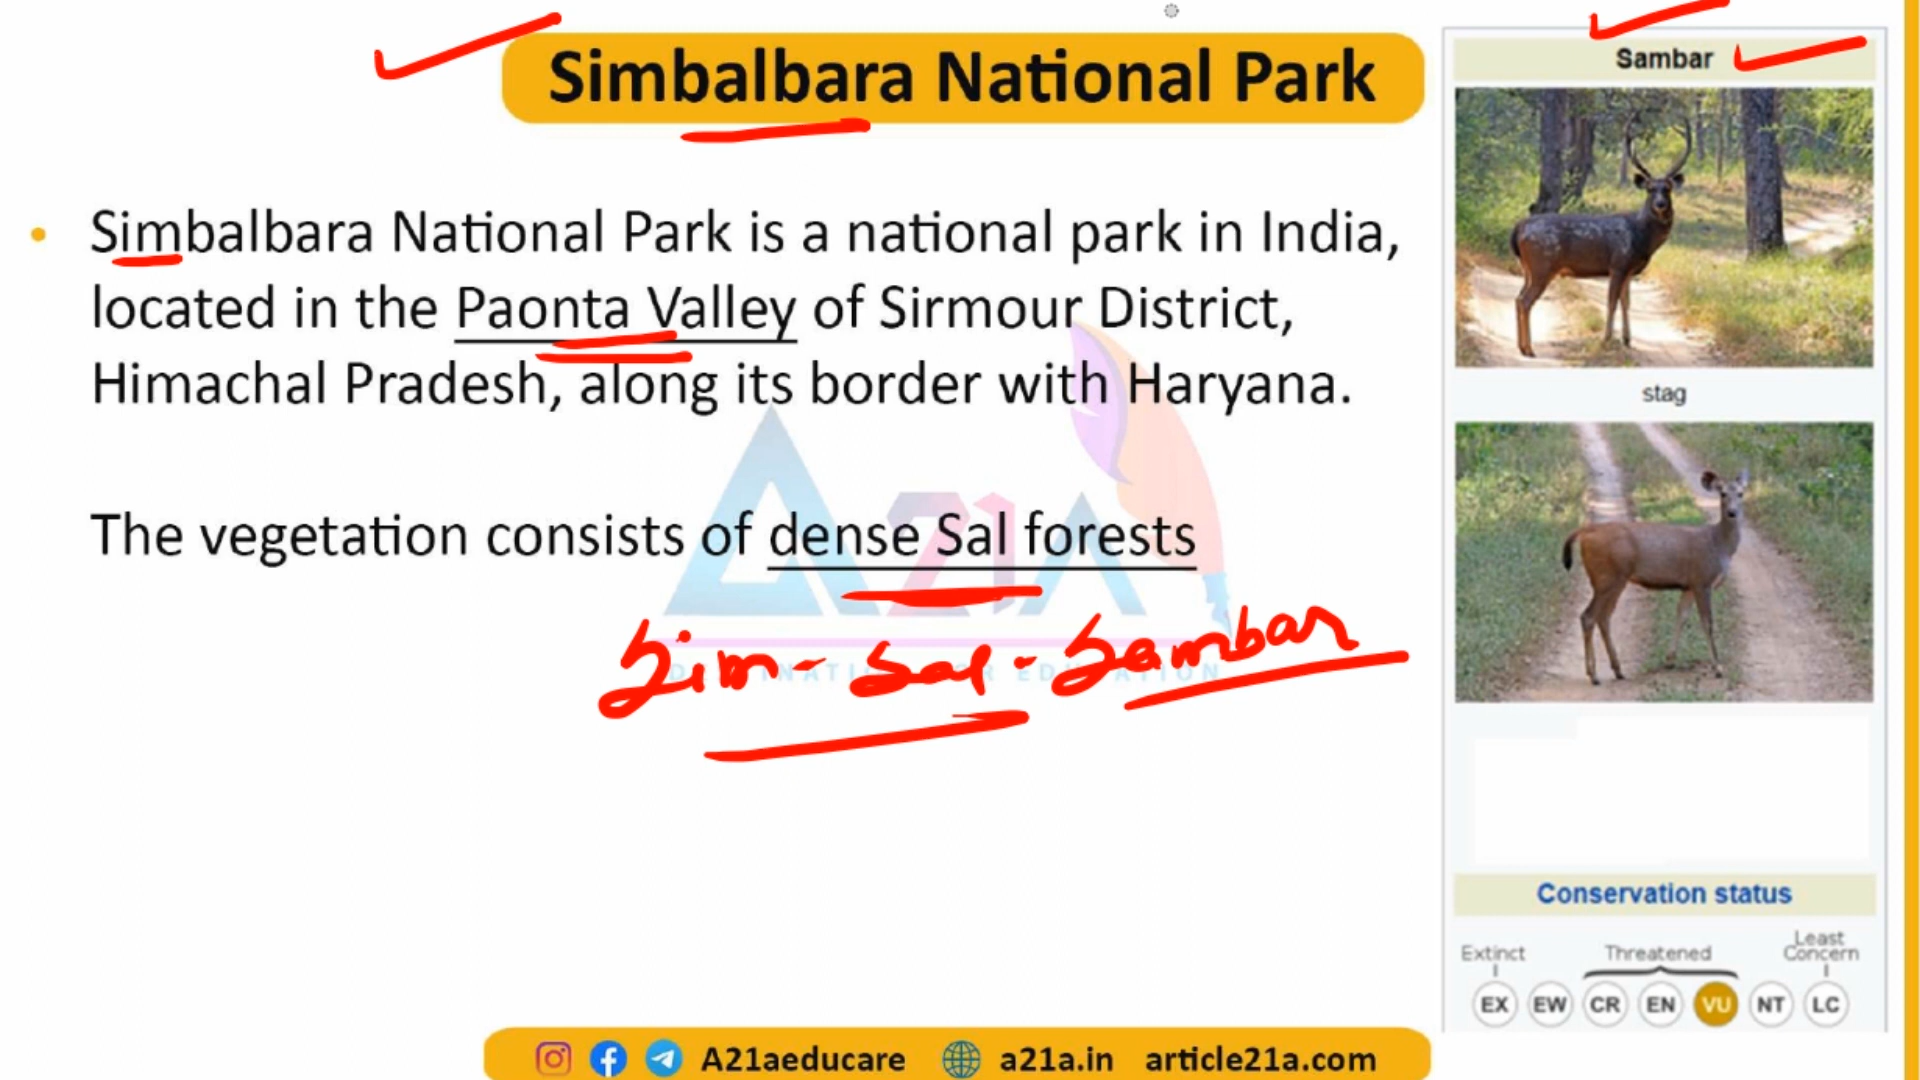 Simbalbara National Park
• Simbalbara National Park is a national park in India,
located in the Paonta Valley of Sirmour District,
Himachal Pradesh, along its border with Haryana.
The vegetation consists of dense Sal forests
Sim - Sal - Sambar
A21A
Sambar
stag
Conservation status
Extinct Threatened Least Concern
EX EW CR EN VU NT LC
A21aeducare a21a.in article21a.com